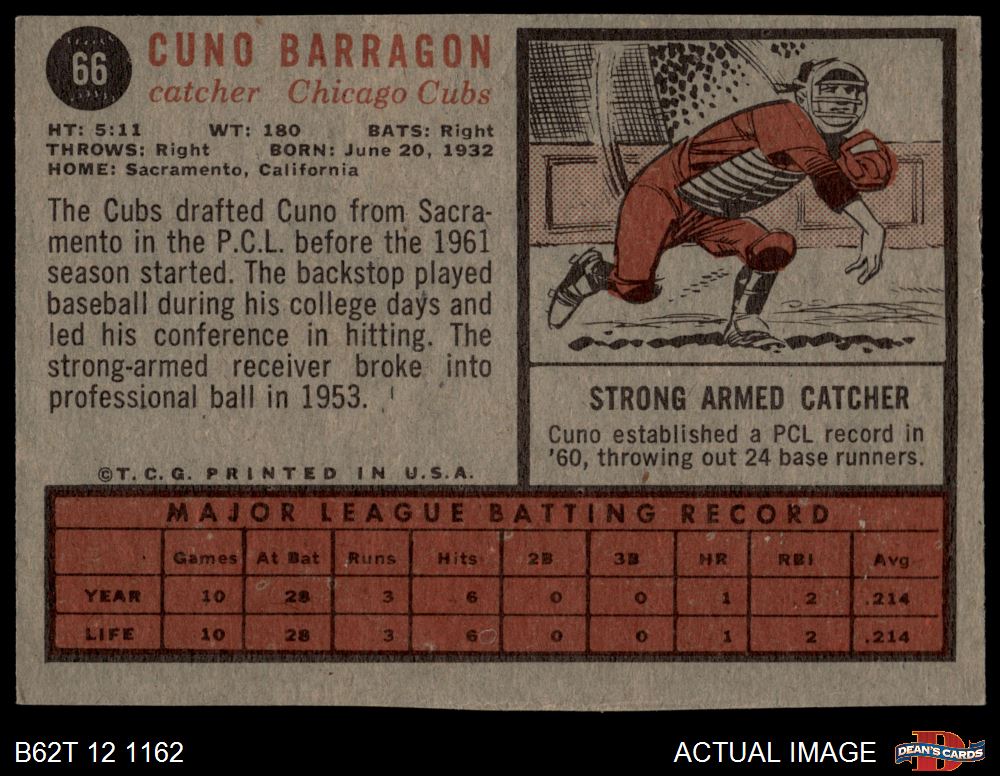 66
CUNO BARRAGON
catcher Chicago Cubs
HT: 5:11 WT: 180 BATS: Right
THROWS: Right BORN: June 20, 1932
HOME: Sacramento, California
The Cubs drafted Cuno from Sacra-
mento in the P.C.L. before the 1961
season started. The backstop played
baseball during his college days and
led his conference in hitting. The
strong-armed receiver broke into
professional ball in 1953.
©T.C.G. PRINTED IN U.S.A.
STRONG ARMED CATCHER
Cuno established a PCL record in
'60, throwing out 24 base runners.
MAJOR LEAGUE BATTING RECORD
Games At Bat Runs Hits 2B 3B HR RBI Avg
YEAR 10 28 3 6 0 0 1 2 .214
LIFE 10 28 3 6 0 0 1 2 .214
B62T 12 1162
ACTUAL IMAGE
DEAN'S CARDS